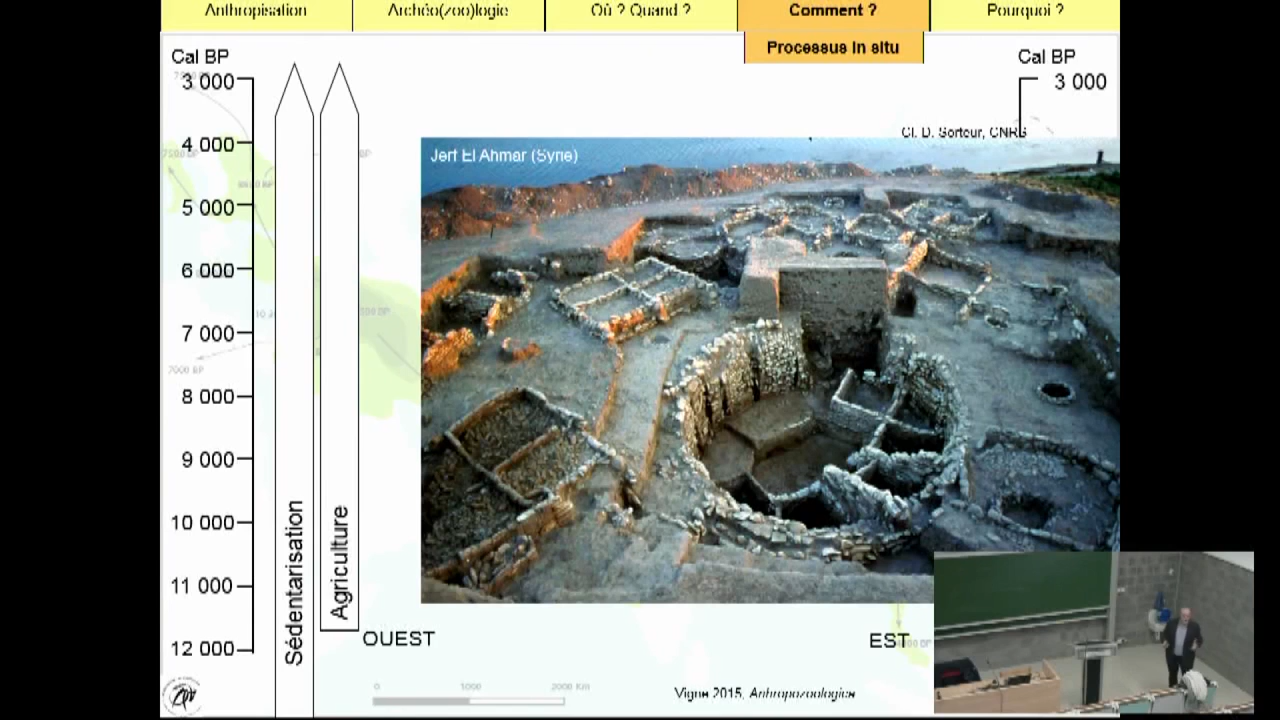 Anthropisation
Archéo(zoo)logie
Où ? Quand ?
Comment ?
Pourquoi ?
Processus in situ
Cal BP
3 000
4 000
5 000
6 000
7 000
8 000
9 000
10 000
11 000
12 000
Sédentarisation
Agriculture
Cal BP
3 000
Cl. D. Sorteur, CNRS
Jerf El Ahmar (Syrie)
OUEST
EST
0 1000 2000 Km
Vigne 2015, Anthropozoologica
7000 BP